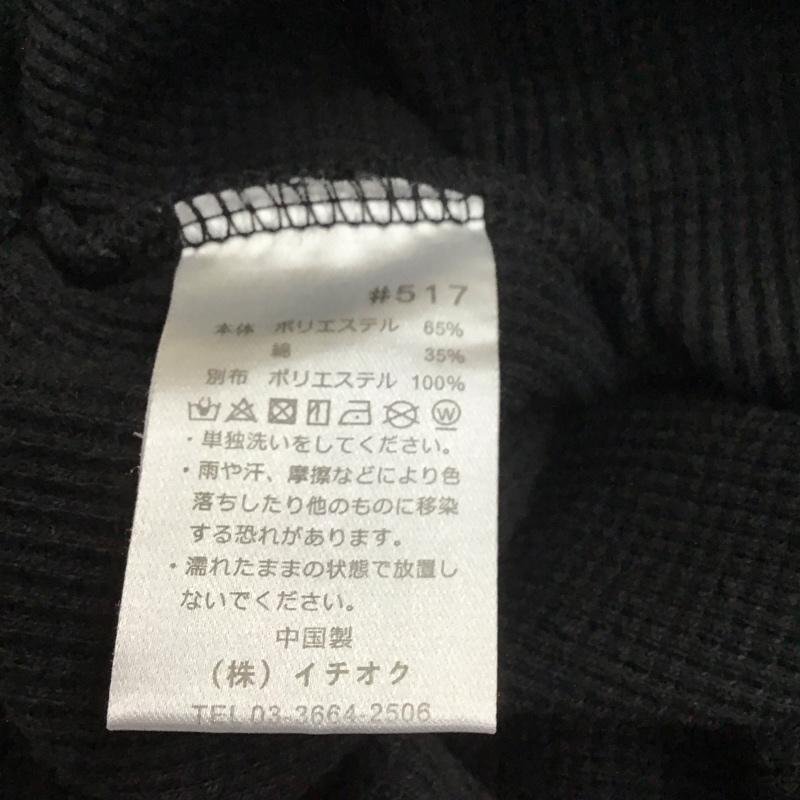 #517
本体 ポリエステル 65%
綿 35%
別布 ポリエステル 100%
W
・単独洗いをしてください。
・雨や汗、摩擦などにより色
落ちしたり他のものに移染
する恐れがあります。
・濡れたままの状態で放置し
ないでください。
中国製
(株)イチオク
TEL 03-3664-2506